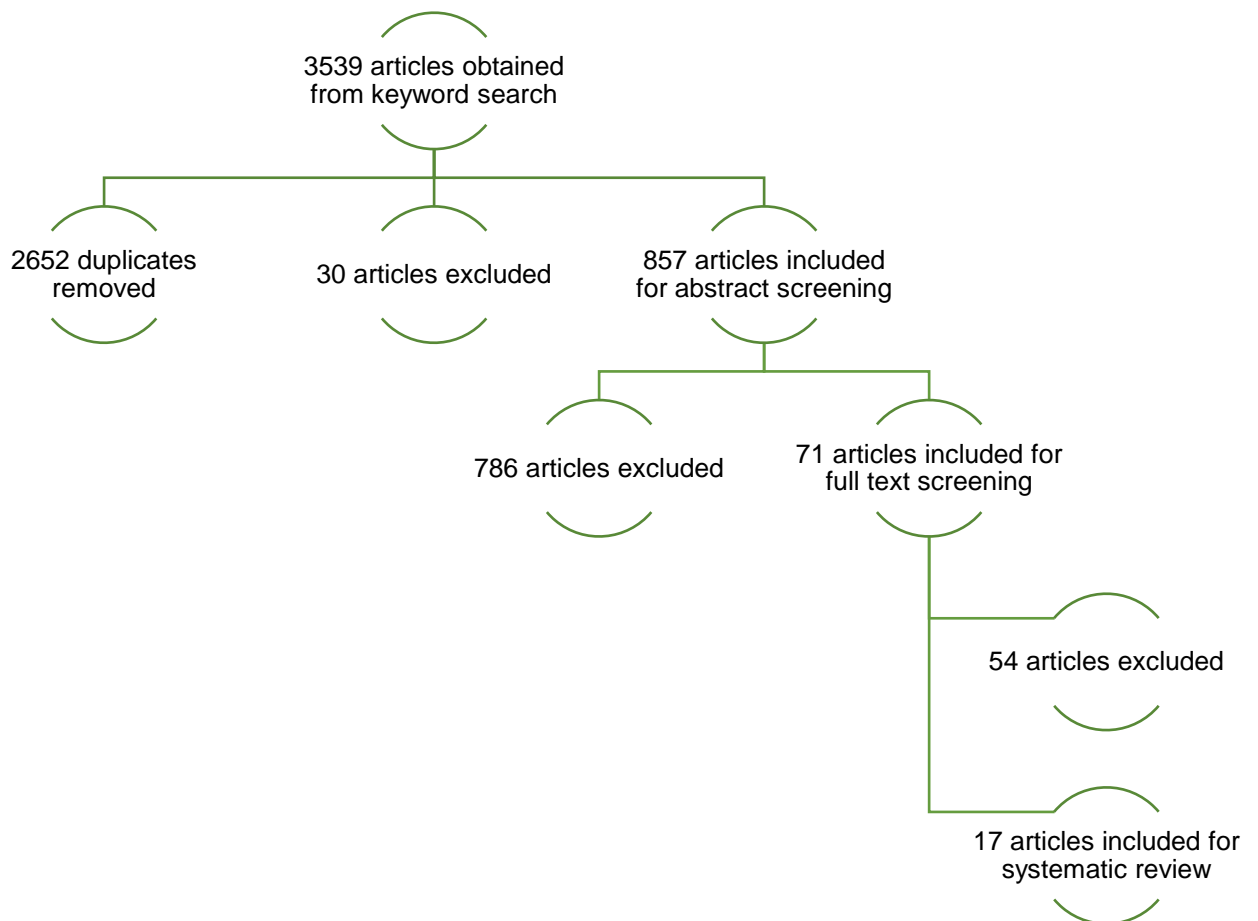 3539 articles obtained
from keyword search
2652 duplicates
removed
30 articles excluded
857 articles included
for abstract screening
786 articles excluded
71 articles included for
full text screening
54 articles excluded
17 articles included for
systematic review